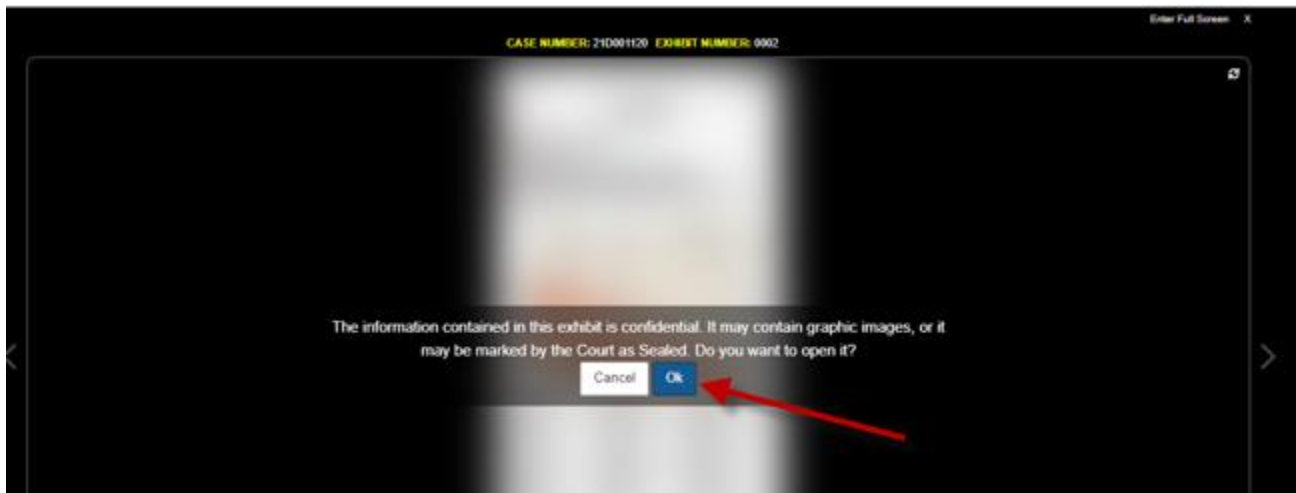 Enter Full Screen X
CASE NUMBER: 21D001120 EXHIBIT NUMBER: 0002
The information contained in this exhibit is confidential. It may contain graphic images, or it
may be marked by the Court as Sealed. Do you want to open it?
Cancel Ok